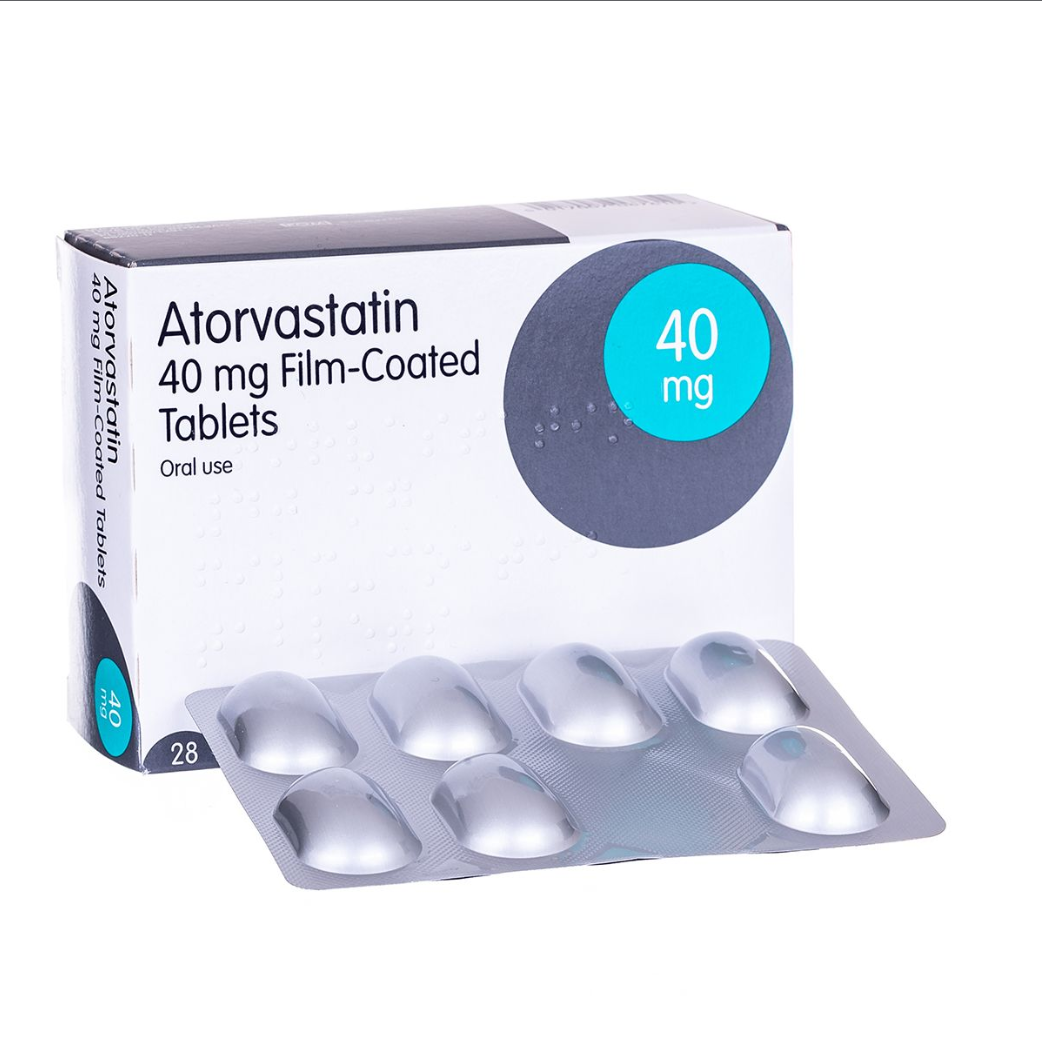 Atorvastatin
40 mg Film-Coated
Tablets
Oral use
40
mg
28
Atorvastatin
40 mg Film-Coated Tablets
40
mg